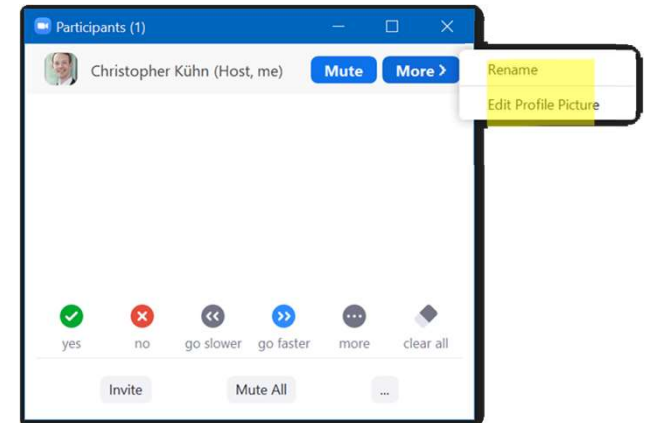 Participants (1)
Christopher Kühn (Host, me)
Mute
More >
Rename
Edit Profile Picture
yes
no
go slower
go faster
more
clear all
Invite
Mute All
...